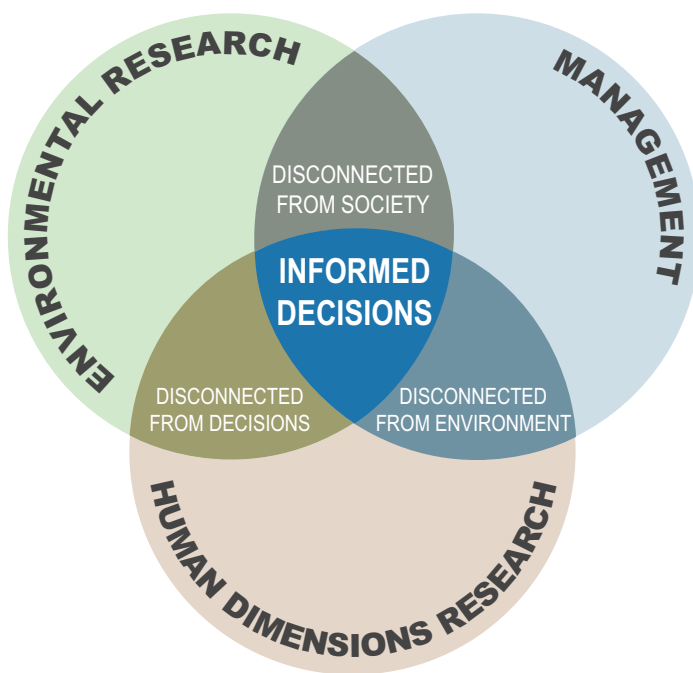 ENVIRONMENTAL RESEARCH
MANAGEMENT
DISCONNECTED
FROM SOCIETY
INFORMED
DECISIONS
DISCONNECTED
FROM DECISIONS
DISCONNECTED
FROM ENVIRONMENT
HUMAN DIMENSIONS RESEARCH